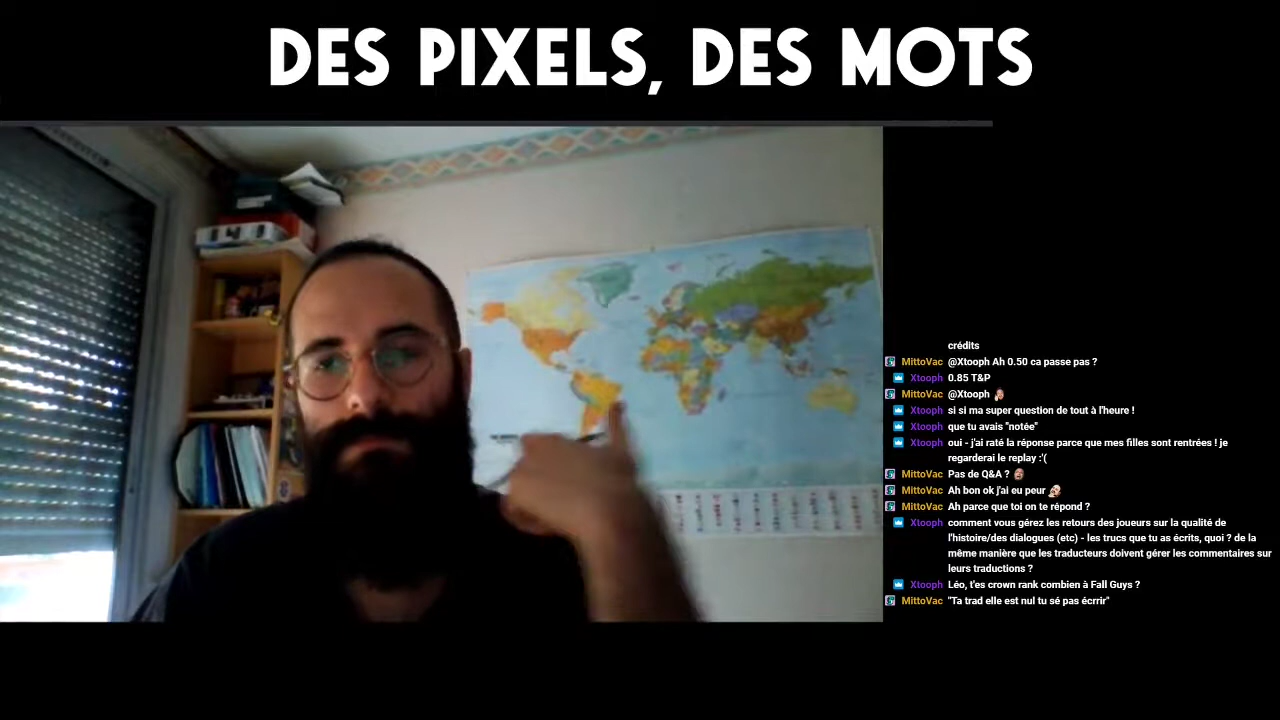 DES PIXELS, DES MOTS
crédits
MittoVac @Xtooph Ah 0.50 ca passe pas ?
Xtooph 0.85 T&P
MittoVac @Xtooph
Xtooph si si ma super question de tout à l'heure !
Xtooph que tu avais "notée"
Xtooph oui - j'ai raté la réponse parce que mes filles sont rentrées ! je
regarderai le replay :'(
MittoVac Pas de Q&A ?
MittoVac Ah bon ok j'ai eu peur
MittoVac Ah parce que toi on te répond ?
Xtooph comment vous gérez les retours des joueurs sur la qualité de
l'histoire/des dialogues (etc) - les trucs que tu as écrits, quoi ? de la
même manière que les traducteurs doivent gérer les commentaires sur
leurs traductions ?
Xtooph Léo, t'es crown rank combien à Fall Guys ?
MittoVac "Ta trad elle est nul tu sé pas écrrir"